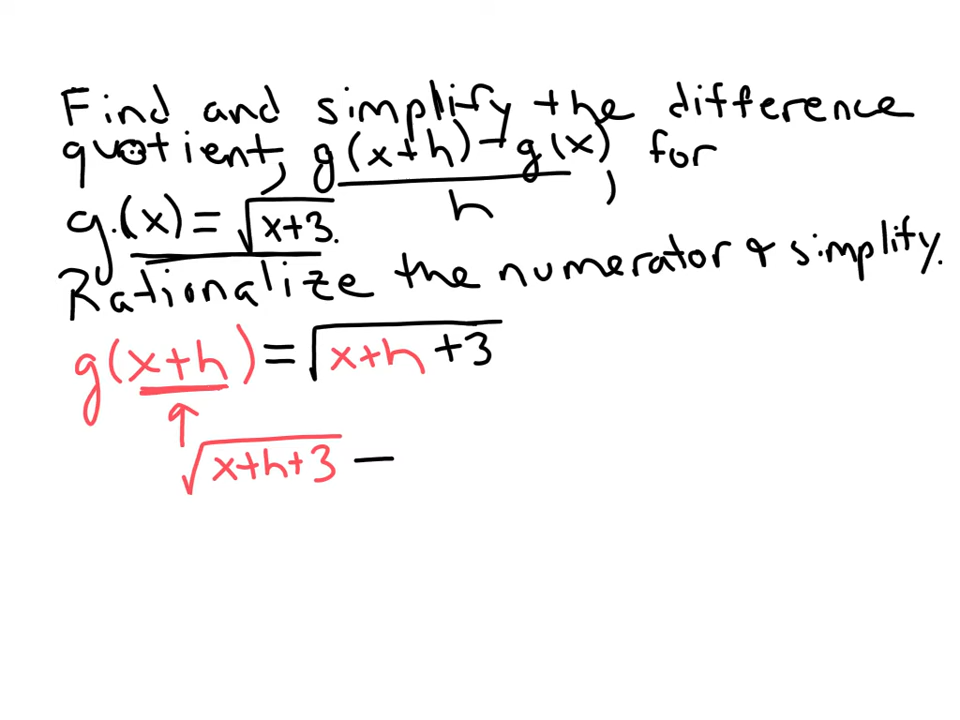 Find and simplify the difference
quotient, g(x+h)-g(x)/h, for
g.(x) = √x+3.
Rationalize the numerator & simplify.
g(x+h) = √x+h+3
↑
√x+h+3 −